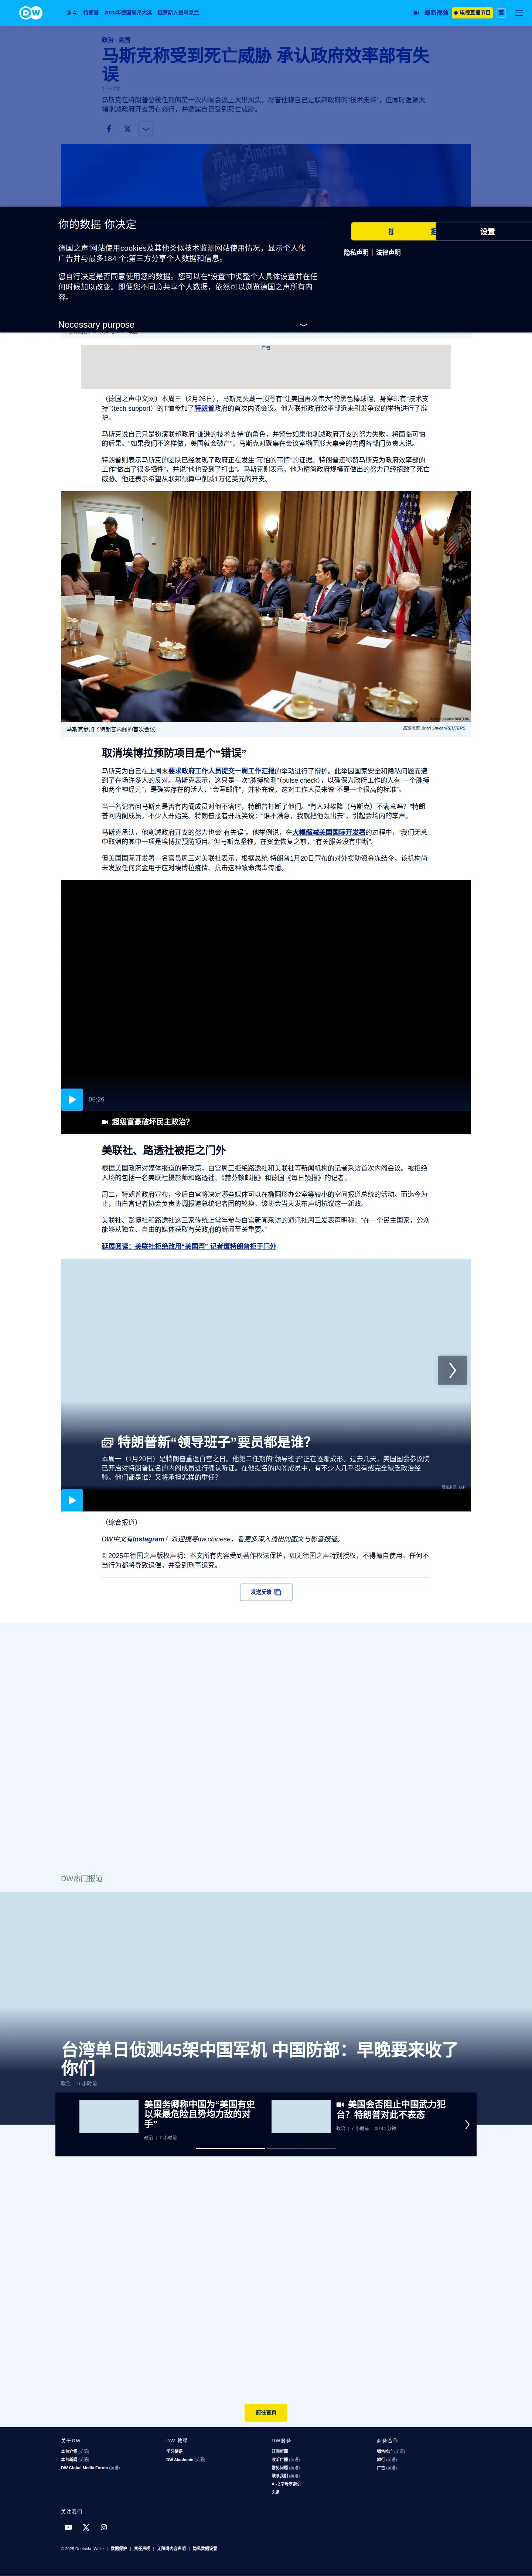 DW
焦点 特朗普 2025年德国联邦大选 俄罗斯入侵乌克兰
最新视频 电视直播节目
政治 | 美国
马斯克称受到死亡威胁 承认政府效率部有失
误
5 小时前
马斯克在特朗普总统任期的第一次内阁会议上大出风头。尽管他称自己是联邦政府的“技术支持”，但同时强调大
幅削减政府开支势在必行，并透露自己受到死亡威胁。
Make America
Great Again
你的数据 你决定
德国之声'网站使用cookies及其他类似技术监测网站使用情况，显示个人化
广告并与最多184 个;第三方分享个人数据和信息。
您自行决定是否同意使用您的数据。您可以在“设置”中调整个人具体设置并在任
何时候加以改变。即便您不同意共享个人数据，依然可以浏览德国之声所有内
容。
Necessary purpose
设置
隐私声明 | 法律声明
广告
（德国之声中文网）本周三（2月26日），马斯克头戴一顶写有“让美国再次伟大”的黑色棒球帽，身穿印有“技术支
持”（tech support）的T恤参加了特朗普政府的首次内阁会议。他为联邦政府效率部近来引发争议的举措进行了辩
护。
马斯克说自己只是扮演联邦政府“谦逊的技术支持”的角色，并警告如果他削减政府开支的努力失败，将面临可怕
的后果。“如果我们不这样做，美国就会破产”，马斯克对聚集在会议室椭圆形大桌旁的内阁各部门负责人说。
特朗普则表示马斯克的团队已经发现了政府正在发生“可怕的事情”的证据。特朗普还称赞马斯克为政府效率部的
工作“做出了很多牺牲”，并说“他也受到了打击”。马斯克则表示，他为精简政府规模而做出的努力已经招致了死亡
威胁。他还表示希望从联邦预算中削减1万亿美元的开支。
马斯克参加了特朗普内阁的首次会议
图像来源: Brian Snyder/REUTERS
取消埃博拉预防项目是个“错误”
马斯克为自己在上周末要求政府工作人员提交一周工作汇报的举动进行了辩护。此举因国家安全和隐私问题而遭
到了在场许多人的反对。马斯克表示，这只是一次“脉搏检测”（pulse check），以确保为政府工作的人有“一个脉搏
和两个神经元”，是确实存在的活人，“会写邮件”，并补充说，这对工作人员来说“不是一个很高的标准”。
当一名记者问马斯克是否有内阁成员对他不满时，特朗普打断了他们。“有人对埃隆（马斯克）不满意吗？”特朗
普问内阁成员。不少人开始笑。特朗普接着开玩笑说：“谁不满意，我就把他轰出去”。引起会场内的掌声。
马斯克承认，他削减政府开支的努力也会“有失误”。他举例说，在大幅缩减美国国际开发署的过程中，“我们无意
中取消的其中一项是埃博拉预防项目。”但马斯克坚称，在资金恢复之前，“有关服务没有中断”。
但美国国际开发署一名官员周三对美联社表示，根据总统·特朗普1月20日宣布的对外援助资金冻结令，该机构尚
未发放任何资金用于应对埃博拉疫情、抗击这种致命病毒传播。
05:26
超级富豪破坏民主政治？
美联社、路透社被拒之门外
根据美国政府对媒体报道的新政策，白宫周三拒绝路透社和美联社等新闻机构的记者采访首次内阁会议。被拒绝
入场的包括一名美联社摄影师和路透社、《赫芬顿邮报》和德国《每日镜报》的记者。
周二，特朗普政府宣布，今后白宫将决定哪些媒体可以在椭圆形办公室等较小的空间报道总统的活动。而迄今为
止，由白宫记者协会负责协调报道总统记者团的轮换。该协会当天发布声明抗议这一新政。
美联社、彭博社和路透社这三家传统上常年参与白宫新闻采访的通讯社周三发表声明称：“在一个民主国家，公众
能够从独立、自由的媒体获取有关政府的新闻至关重要。”
延展阅读：美联社拒绝改用“美国湾” 记者遭特朗普拒于门外
特朗普新“领导班子”要员都是谁？
本周一（1月20日）是特朗普重返白宫之日。他第二任期的“领导班子”正在逐渐成形。过去几天，美国国会参议院
已开启对特朗普提名的内阁成员进行确认听证。在他提名的内阁成员中，有不少人几乎没有或完全缺乏政治经
验。他们都是谁？又将承担怎样的重任？
图像来源: AFP
（综合报道）
DW中文有Instagram！欢迎搜寻dw.chinese，看更多深入浅出的图文与影音报道。
© 2025年德国之声版权声明：本文所有内容受到著作权法保护，如无德国之声特别授权，不得擅自使用。任何不
当行为都将导致追偿，并受到刑事追究。
发送反馈
DW热门报道
台湾单日侦测45架中国军机 中国防部：早晚要来收了
你们
政治 | 6 小时前
美国务卿称中国为“美国有史
以来最危险且势均力敌的对
手”
政治 | 7 小时前
美国会否阻止中国武力犯
台？特朗普对此不表态
政治 | 7 小时前 | 00:44 分钟
前往首页
关于DW
本台介绍 (英语)
本台新闻 (英语)
DW Global Media Forum (英语)
DW 教學
学习德语
DW Akademie (英语)
DW服务
订阅新闻
收听广播 (英语)
常见问题 (英语)
联系我们 (英语)
A - Z字母序索引
头条
商务合作
销售推广 (英语)
旅行 (英语)
广告 (英语)
关注我们
© 2025 Deutsche Welle | 数据保护 | 责任声明 | 无障碍内容声明 | 隐私数据设置